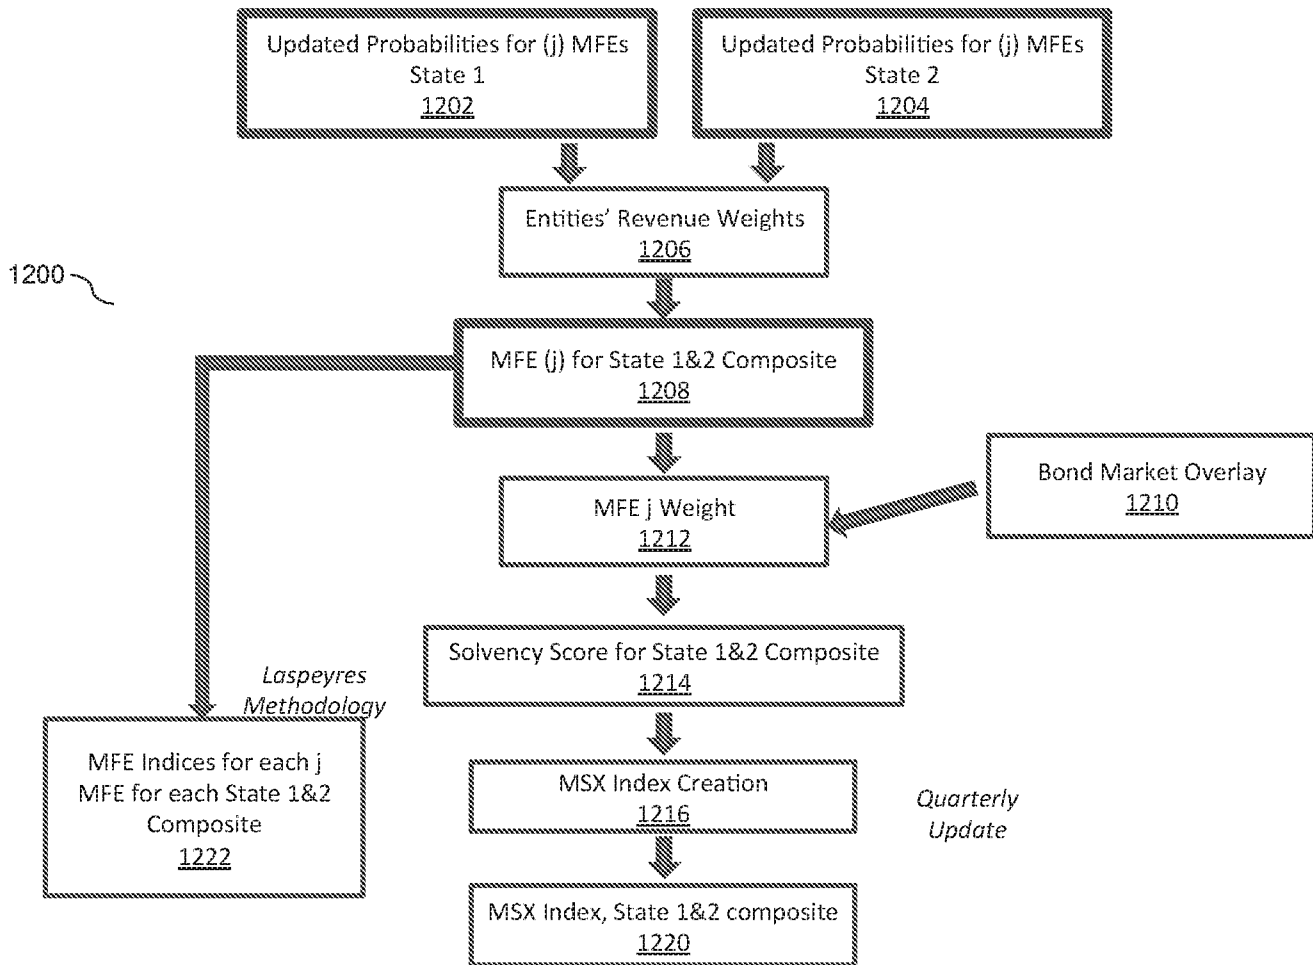 Updated Probabilities for (j) MFEs
State 1
1202
Updated Probabilities for (j) MFEs
State 2
1204
Entities' Revenue Weights
1206
1200
MFE (j) for State 1&2 Composite
1208
Bond Market Overlay
1210
MFE j Weight
1212
Solvency Score for State 1&2 Composite
1214
Laspeyres
Methodology
MFE Indices for each j
MFE for each State 1&2
Composite
1222
MSX Index Creation
1216
Quarterly
Update
MSX Index, State 1&2 composite
1220